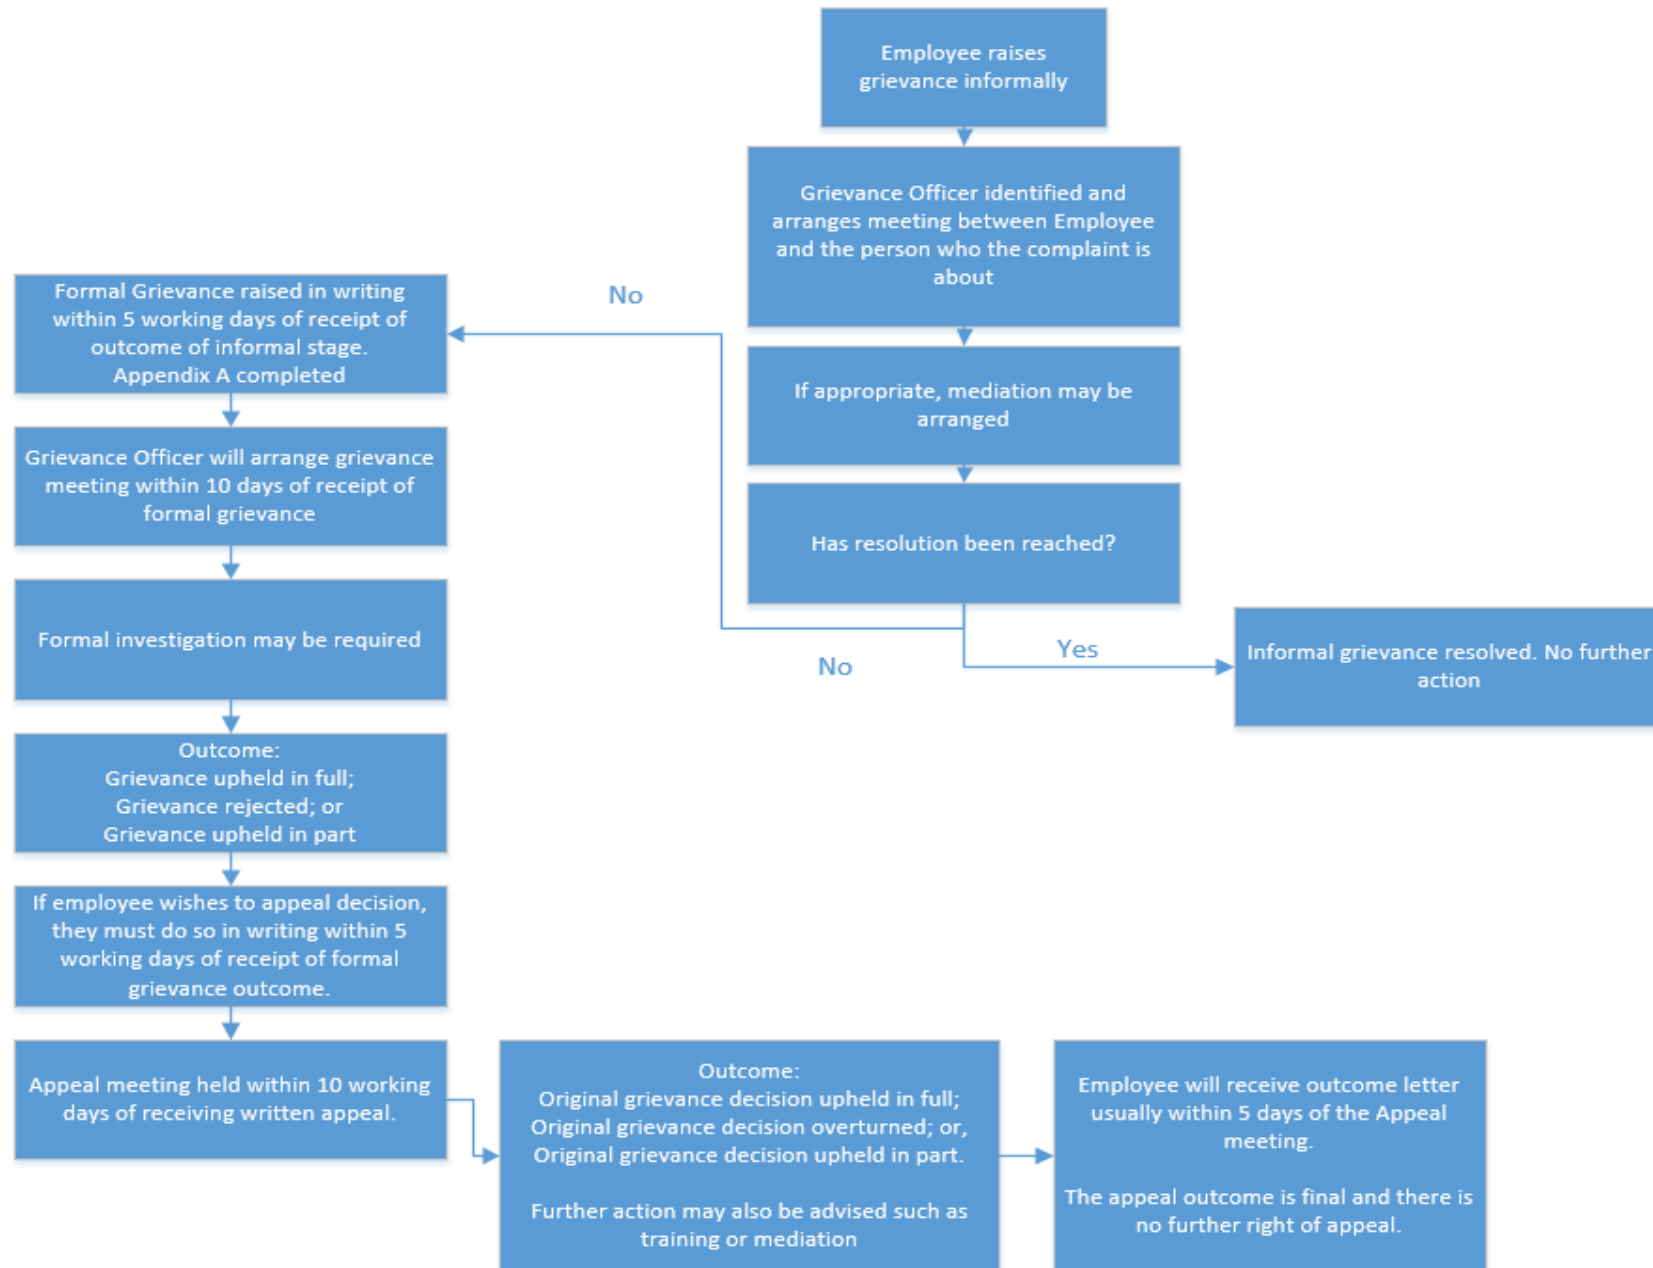 Employee raises
grievance informally
Grievance Officer identified and
arranges meeting between Employee
and the person who the complaint is
about
If appropriate, mediation may be
arranged
Has resolution been reached?
Yes
Informal grievance resolved. No further
action
No
No
Formal Grievance raised in writing
within 5 working days of receipt of
outcome of informal stage.
Appendix A completed
Grievance Officer will arrange grievance
meeting within 10 days of receipt of
formal grievance
Formal investigation may be required
Outcome:
Grievance upheld in full;
Grievance rejected; or
Grievance upheld in part
If employee wishes to appeal decision,
they must do so in writing within 5
working days of receipt of formal
grievance outcome.
Appeal meeting held within 10 working
days of receiving written appeal.
Outcome:
Original grievance decision upheld in full;
Original grievance decision overturned; or,
Original grievance decision upheld in part.
Further action may also be advised such as
training or mediation
Employee will receive outcome letter
usually within 5 days of the Appeal
meeting.
The appeal outcome is final and there is
no further right of appeal.